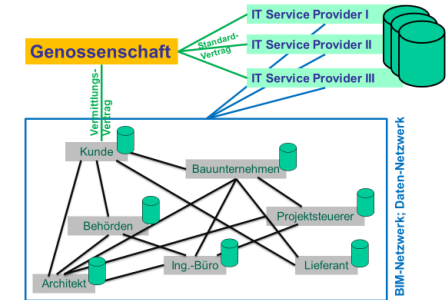 IT Service Provider I
Genossenschaft
Standard-
Vertrag
IT Service Provider II
IT Service Provider III
Vermittlungs-
Vertrag
Kunde
Bauunternehmen
Behörden
Projektsteuerer
Architekt
Ing.-Büro
Lieferant
BIM-Netzwerk; Daten-Netzwerk